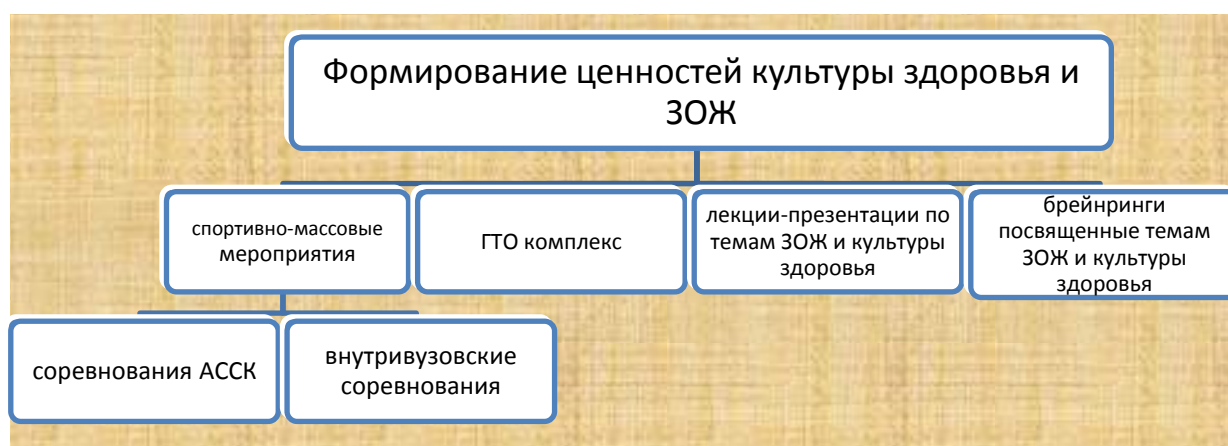 Формирование ценностей культуры здоровья и
ЗОЖ
спортивно-массовые
мероприятия
ГТО комплекс
лекции-презентации по
темам ЗОЖ и культуры
здоровья
брейнринги
посвященные темам
ЗОЖ и культуры
здоровья
соревнования АССК
внутривузовские
соревнования